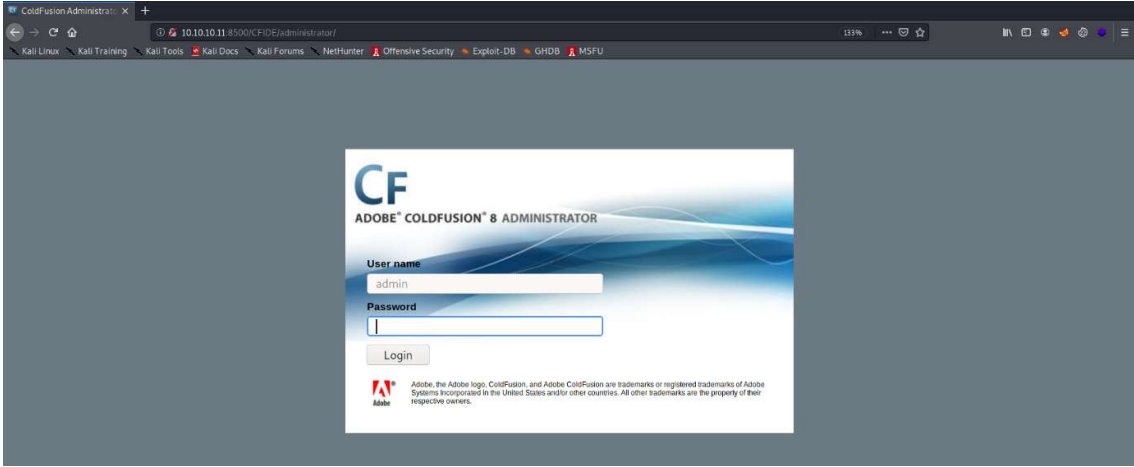 ColdFusion Administrato
10.10.10.11:8500/CFIDE/administrator/
133%
Kali Linux Kali Training Kali Tools Kali Docs Kali Forums NetHunter Offensive Security Exploit-DB GHDB MSFU
CF
ADOBE® COLDFUSION® 8 ADMINISTRATOR
User name
admin
Password
Login
Adobe, the Adobe logo, ColdFusion, and Adobe ColdFusion are trademarks or registered trademarks of Adobe
Systems Incorporated in the United States and/or other countries. All other trademarks are the property of their
respective owners.
Adobe